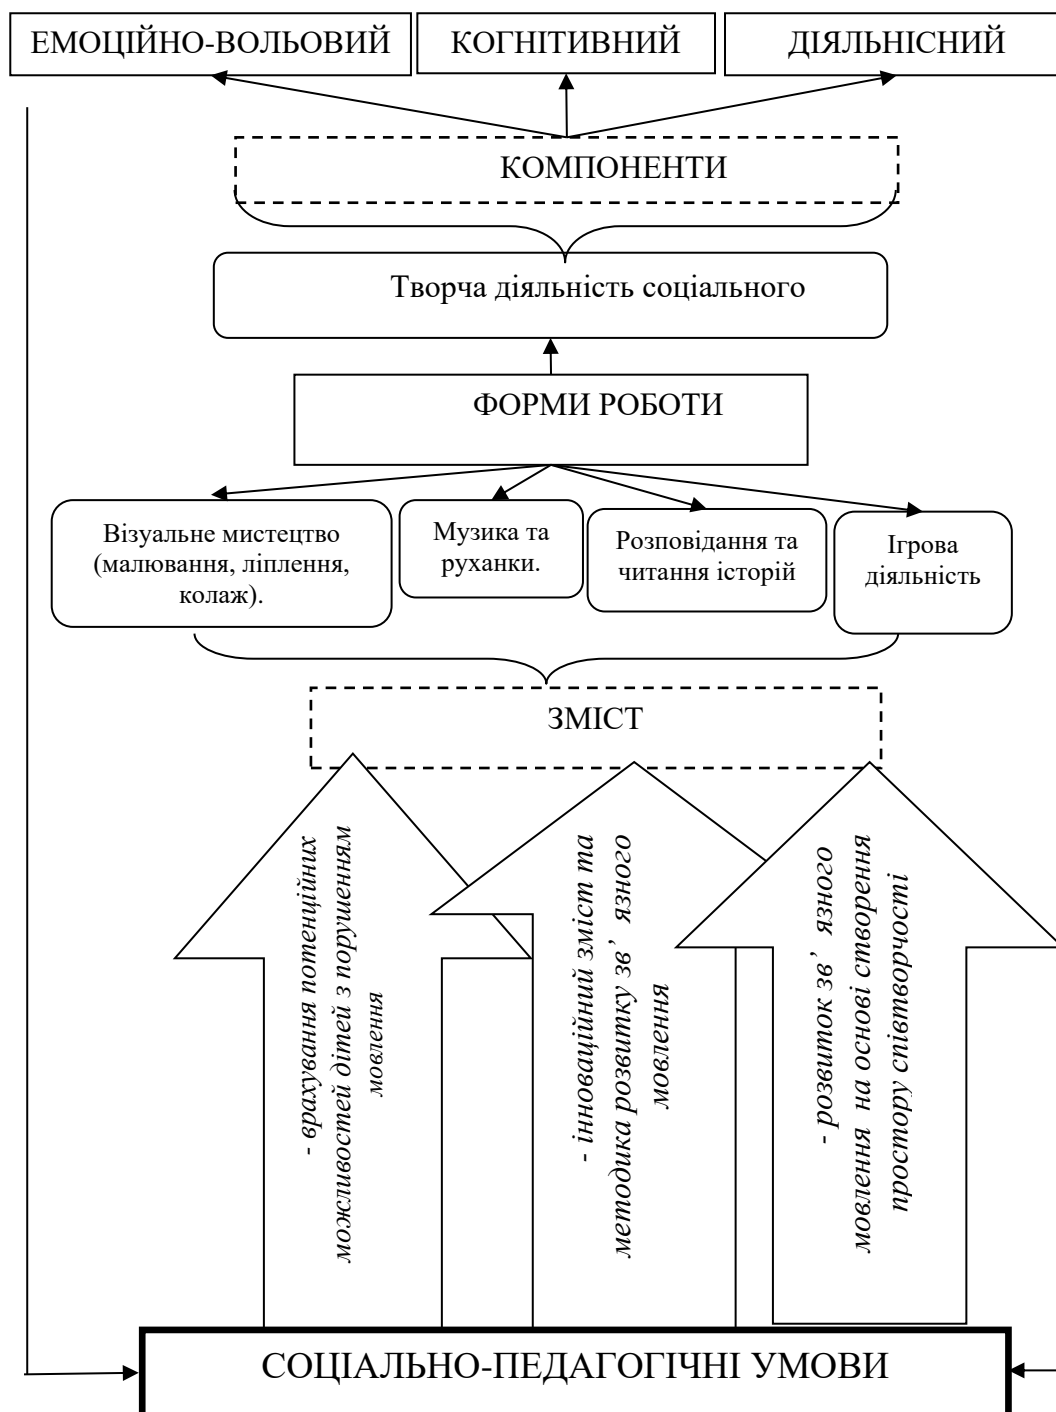 ЕМОЦІЙНО-ВОЛЬОВИЙ
КОГНІТИВНИЙ
ДІЯЛЬНІСНИЙ
КОМПОНЕНТИ
Творча діяльність соціального
ФОРМИ РОБОТИ
Візуальне мистецтво
(малювання, ліплення,
колаж).
Музика та
руханки.
Розповідання та
читання історій
Ігрова
діяльність
ЗМІСТ
- врахування потенційних
можливостей дітей з порушенням
мовлення
- інноваційний зміст та
методика розвитку зв’ язного
мовлення
- розвиток зв’ язного
мовлення на основі створення
простору співтворчості
СОЦІАЛЬНО-ПЕДАГОГІЧНІ УМОВИ